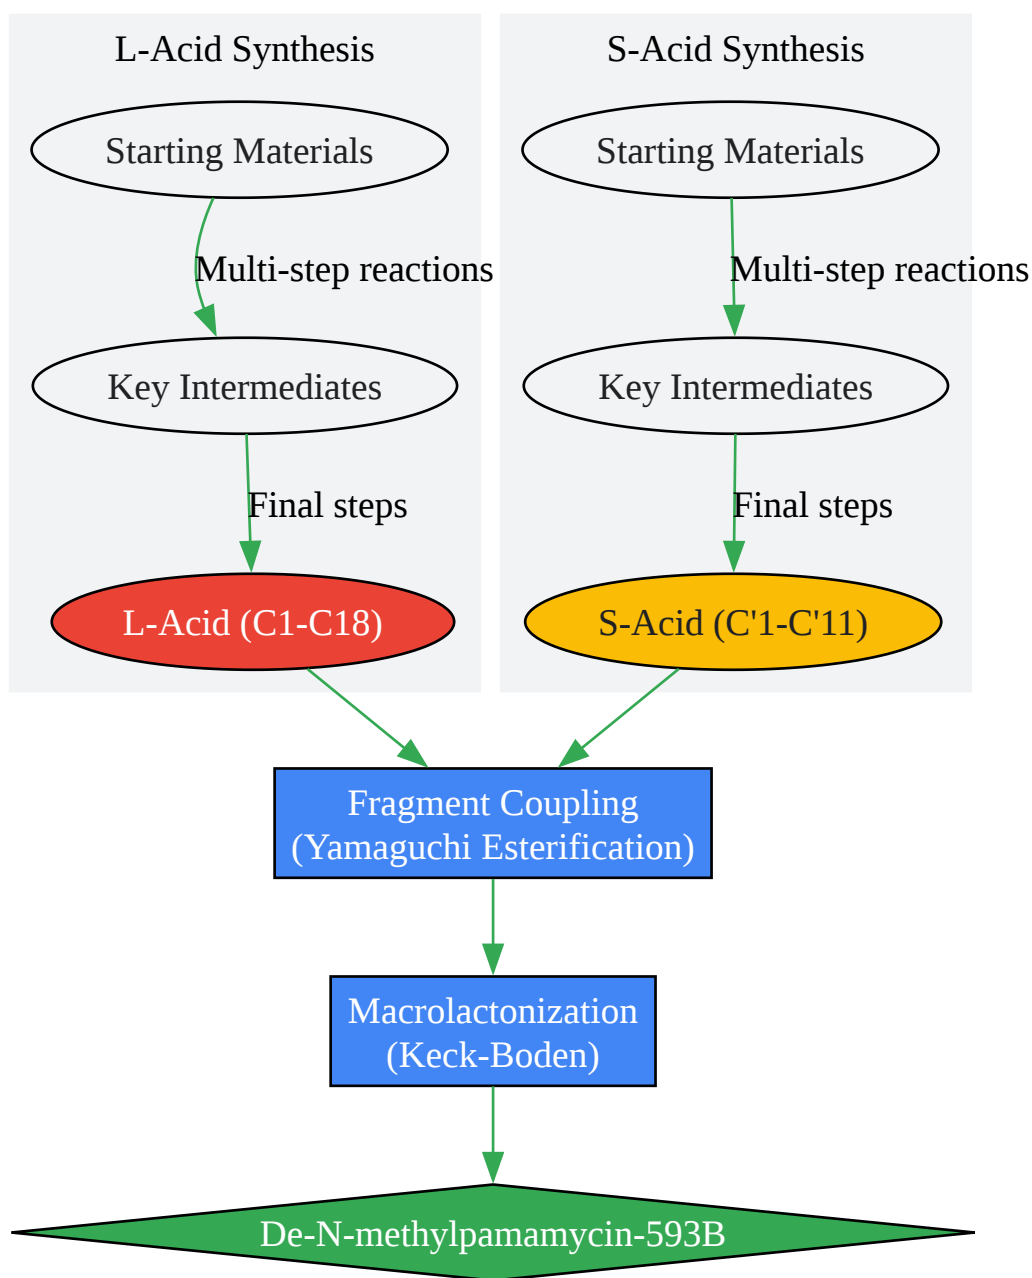 L-Acid Synthesis
Starting Materials
Multi-step reactions
Key Intermediates
Final steps
L-Acid (C1-C18)
S-Acid Synthesis
Starting Materials
Multi-step reactions
Key Intermediates
Final steps
S-Acid (C'1-C'11)
Fragment Coupling
(Yamaguchi Esterification)
Macrolactonization
(Keck-Boden)
De-N-methylpamamycin-593B